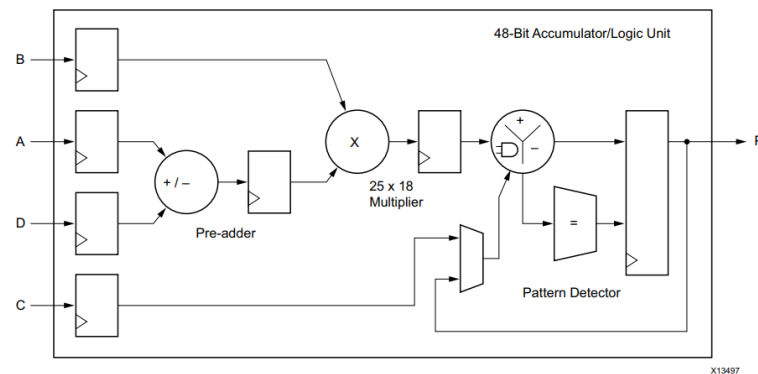 48-Bit Accumulator/Logic Unit
B
A
D
C
+ / –
Pre-adder
X
25 x 18
Multiplier
+
–
=
Pattern Detector
P
X13497